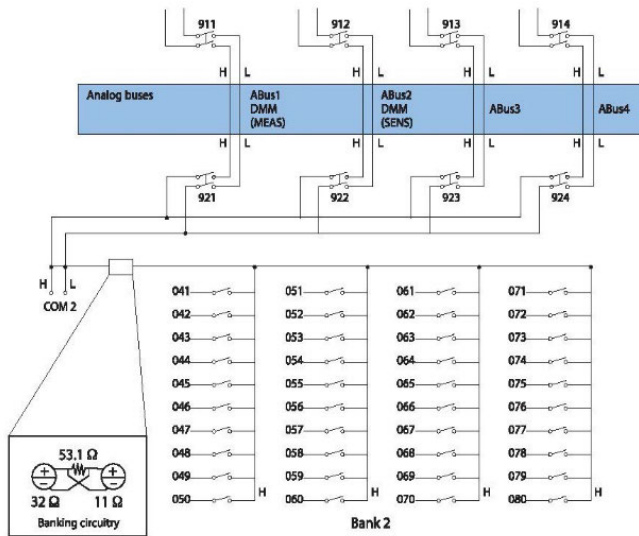 911 912 913 914
H L H L H L H L
Analog buses ABus1 ABus2 ABus3 ABus4
DMM DMM
(MEAS) (SENS)
H L H L H L H L
921 922 923 924
H L
COM 2
041 051 061 071
042 052 062 072
043 053 063 073
044 054 064 074
045 055 065 075
046 056 066 076
047 057 067 077
048 058 068 078
049 059 069 079
050 H 060 H 070 H 080 H
53.1 Ω
32 Ω 11 Ω
Banking circuitry
Bank 2